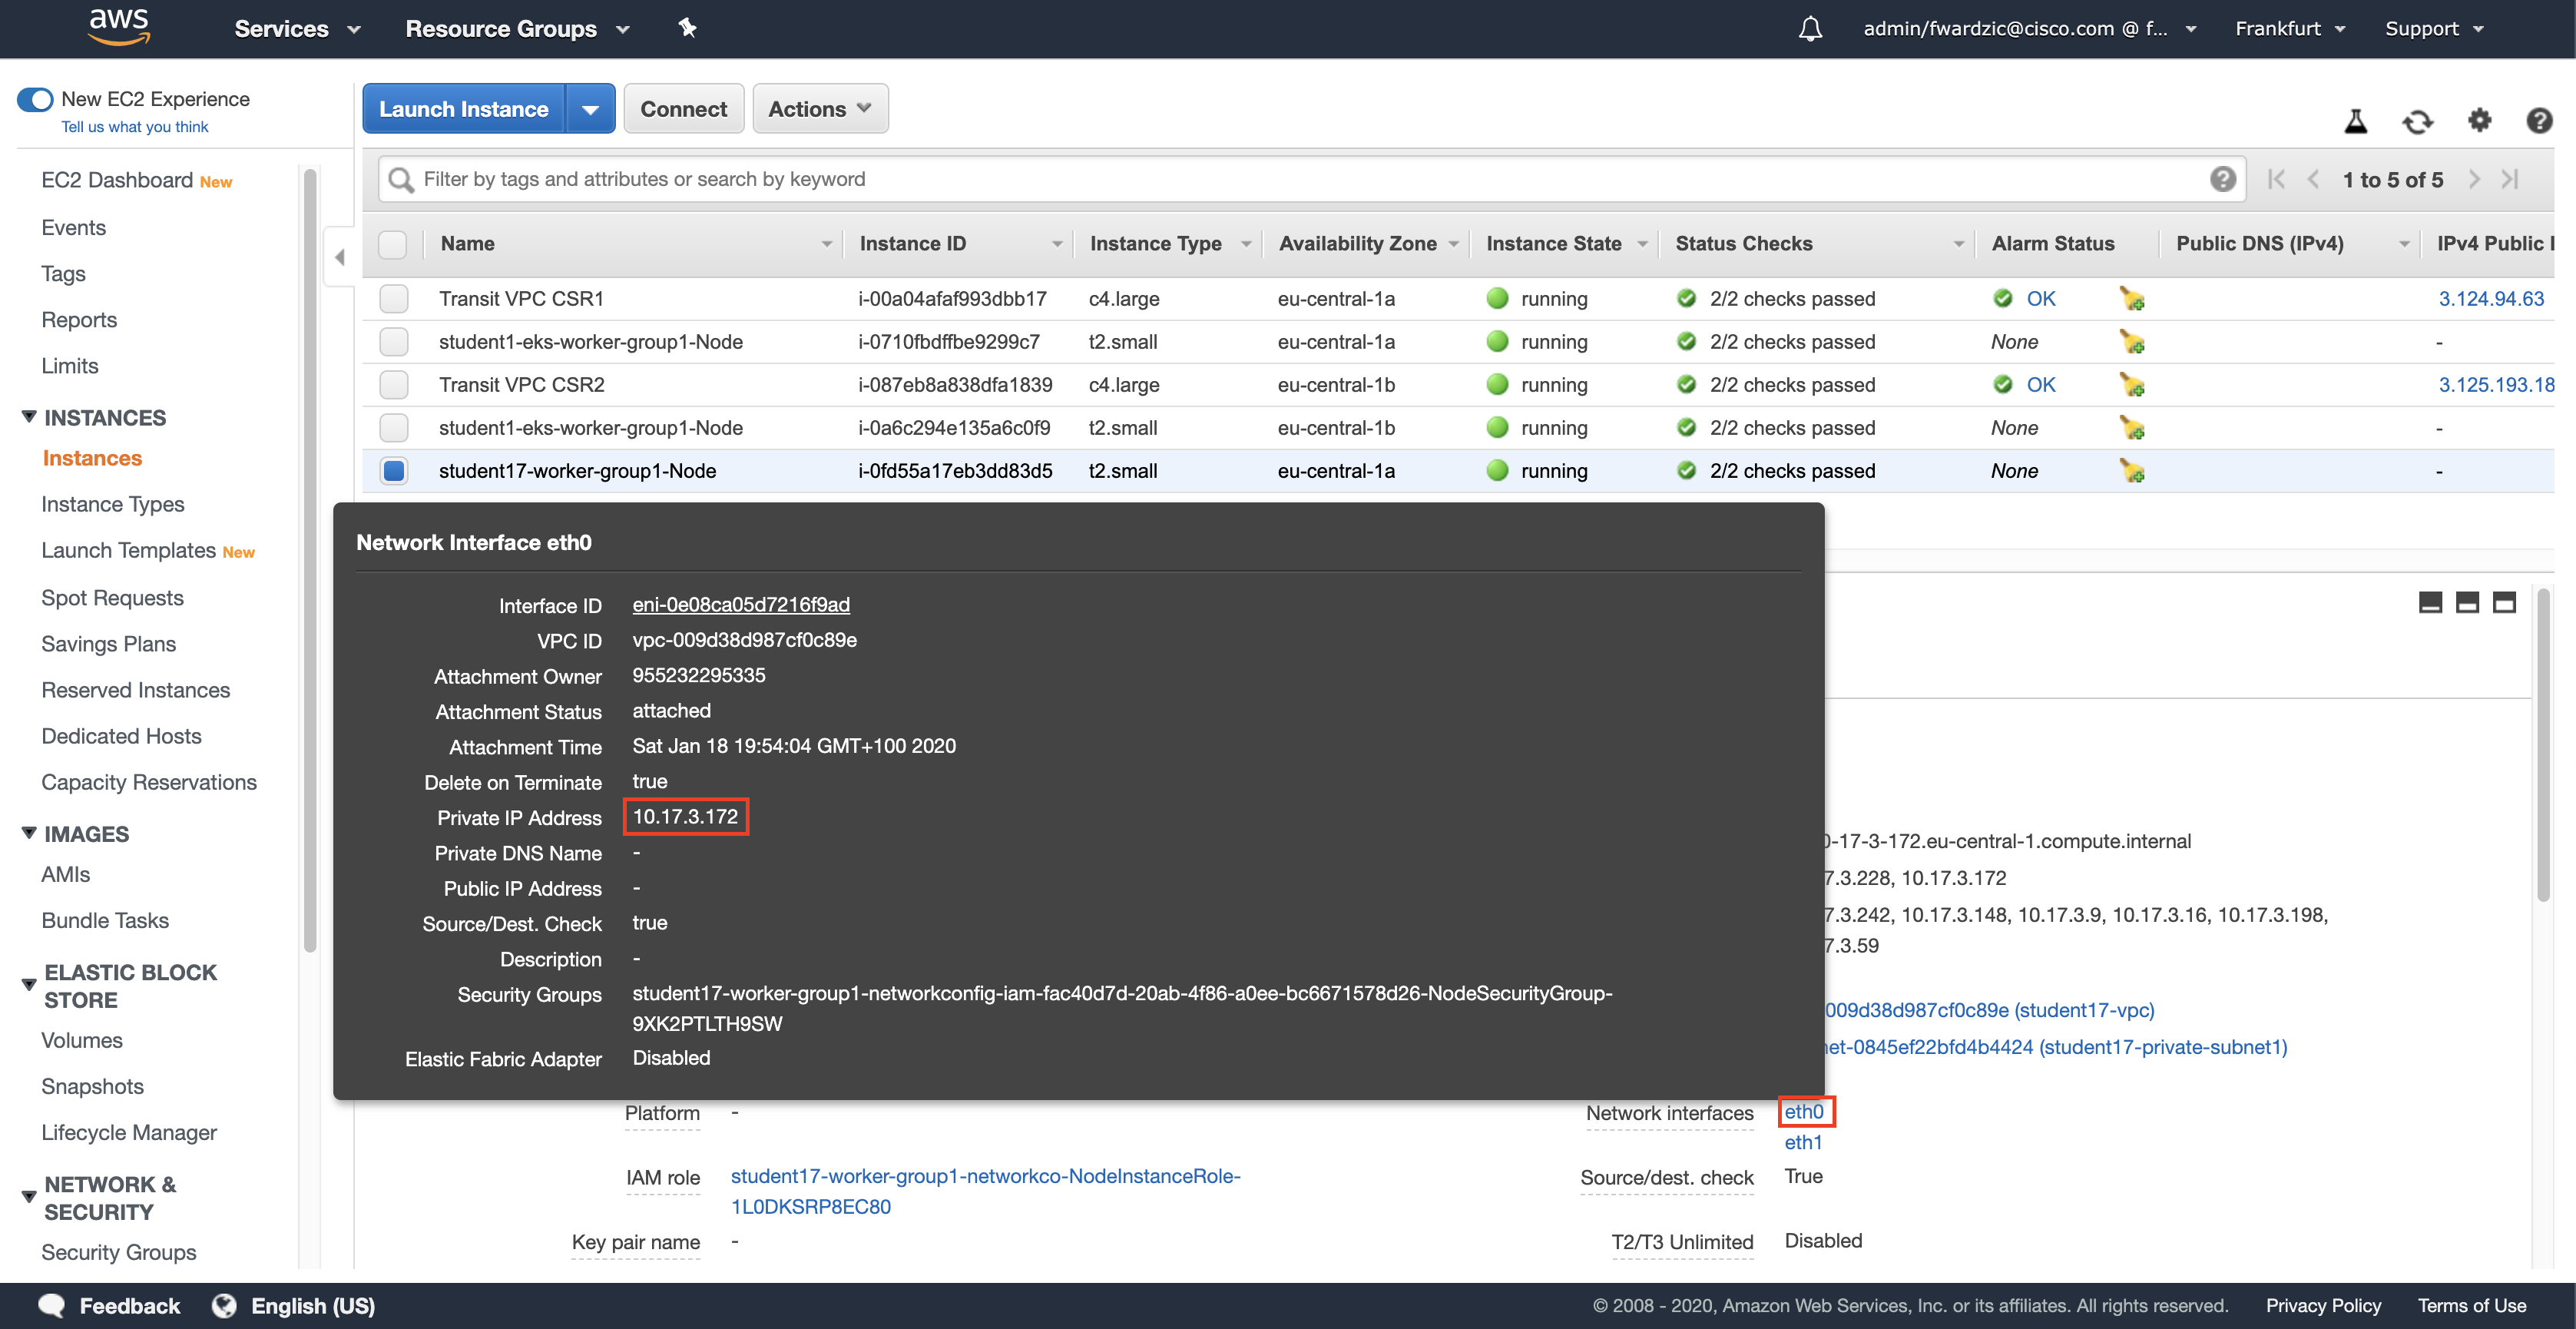 aws
Services
Resource Groups
admin/fwardzic@cisco.com @ f...
Frankfurt
Support
New EC2 Experience
Tell us what you think
EC2 Dashboard New
Events
Tags
Reports
Limits
INSTANCES
Instances
Instance Types
Launch Templates New
Spot Requests
Savings Plans
Reserved Instances
Dedicated Hosts
Capacity Reservations
IMAGES
AMIs
Bundle Tasks
ELASTIC BLOCK
STORE
Volumes
Snapshots
Lifecycle Manager
NETWORK &
SECURITY
Security Groups
Launch Instance
Connect
Actions
Filter by tags and attributes or search by keyword
1 to 5 of 5
Name Instance ID Instance Type Availability Zone Instance State Status Checks Alarm Status Public DNS (IPv4) IPv4 Public
Transit VPC CSR1 i-00a04afaf993dbb17 c4.large eu-central-1a running 2/2 checks passed OK 3.124.94.63
student1-eks-worker-group1-Node i-0710fbdffbe9299c7 t2.small eu-central-1a running 2/2 checks passed None -
Transit VPC CSR2 i-087eb8a838dfa1839 c4.large eu-central-1b running 2/2 checks passed OK 3.125.193.18
student1-eks-worker-group1-Node i-0a6c294e135a6c0f9 t2.small eu-central-1b running 2/2 checks passed None -
student17-worker-group1-Node i-0fd55a17eb3dd83d5 t2.small eu-central-1a running 2/2 checks passed None -
Network Interface eth0
Interface ID eni-0e08ca05d7216f9ad
VPC ID vpc-009d38d987cf0c89e
Attachment Owner 955232295335
Attachment Status attached
Attachment Time Sat Jan 18 19:54:04 GMT+100 2020
Delete on Terminate true
Private IP Address 10.17.3.172
Private DNS Name -
Public IP Address -
Source/Dest. Check true
Description -
Security Groups student17-worker-group1-networkconfig-iam-fac40d7d-20ab-4f86-a0ee-bc6671578d26-NodeSecurityGroup-
9XK2PTLTH9SW
Elastic Fabric Adapter Disabled
0-17-3-172.eu-central-1.compute.internal
7.3.228, 10.17.3.172
7.3.242, 10.17.3.148, 10.17.3.9, 10.17.3.16, 10.17.3.198,
7.3.59
009d38d987cf0c89e (student17-vpc)
net-0845ef22bfd4b4424 (student17-private-subnet1)
Platform -
Network interfaces eth0
eth1
IAM role student17-worker-group1-networkco-NodeInstanceRole-
1L0DKSRP8EC80
Source/dest. check True
Key pair name -
T2/T3 Unlimited Disabled
Feedback
English (US)
© 2008 - 2020, Amazon Web Services, Inc. or its affiliates. All rights reserved.
Privacy Policy
Terms of Use